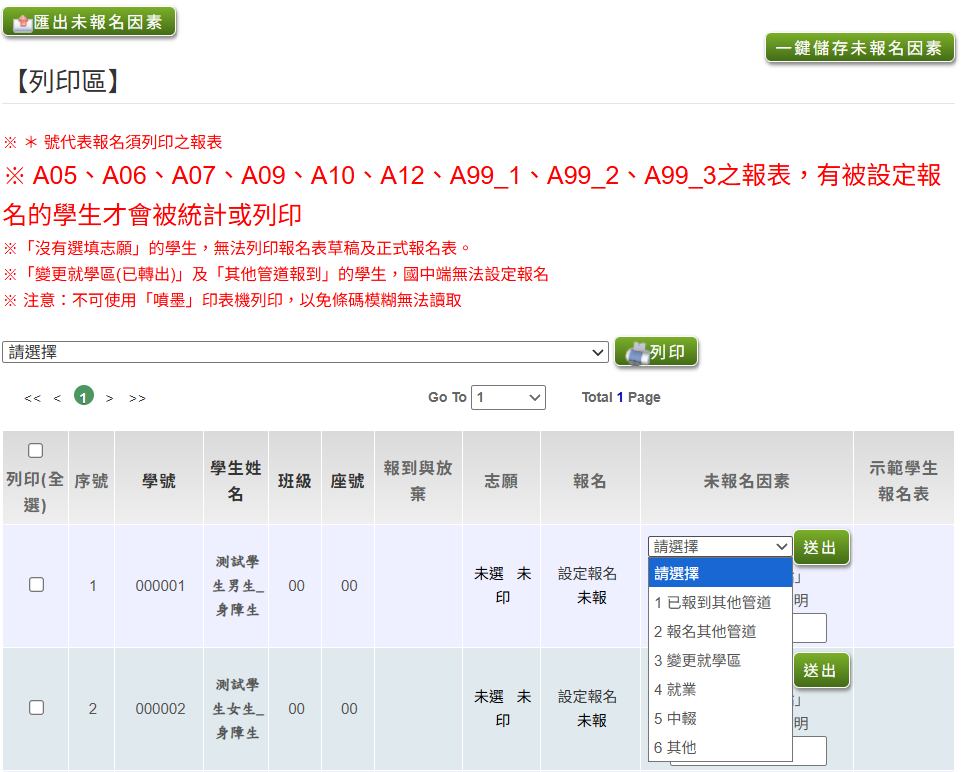 匯出未報名因素
一鍵儲存未報名因素
【列印區】
※ ＊ 號代表報名須列印之報表
※ A05、A06、A07、A09、A10、A12、A99_1、A99_2、A99_3之報表，有被設定報
名的學生才會被統計或列印
※「沒有選填志願」的學生，無法列印報名表草稿及正式報名表。
※「變更就學區(已轉出)」及「其他管道報到」的學生，國中端無法設定報名
※ 注意：不可使用「噴墨」印表機列印，以免條碼模糊無法讀取
請選擇 列印
<< < 1 > >> Go To 1 Total 1 Page
列印(全
選)
序號
學號
學生姓
名
班級
座號
報到與放
棄
志願
報名
未報名因素
示範學生
報名表
1
000001
測試學
生男生_
身障生
00
00
未選 未
印
設定報名
未報
請選擇 送出
請選擇
」
1 已報到其他管道 明
2 報名其他管道
3 變更就學區
4 就業
5 中輟
6 其他
2
000002
測試學
生女生_
身障生
00
00
未選 未
印
設定報名
未報
送出
」
明